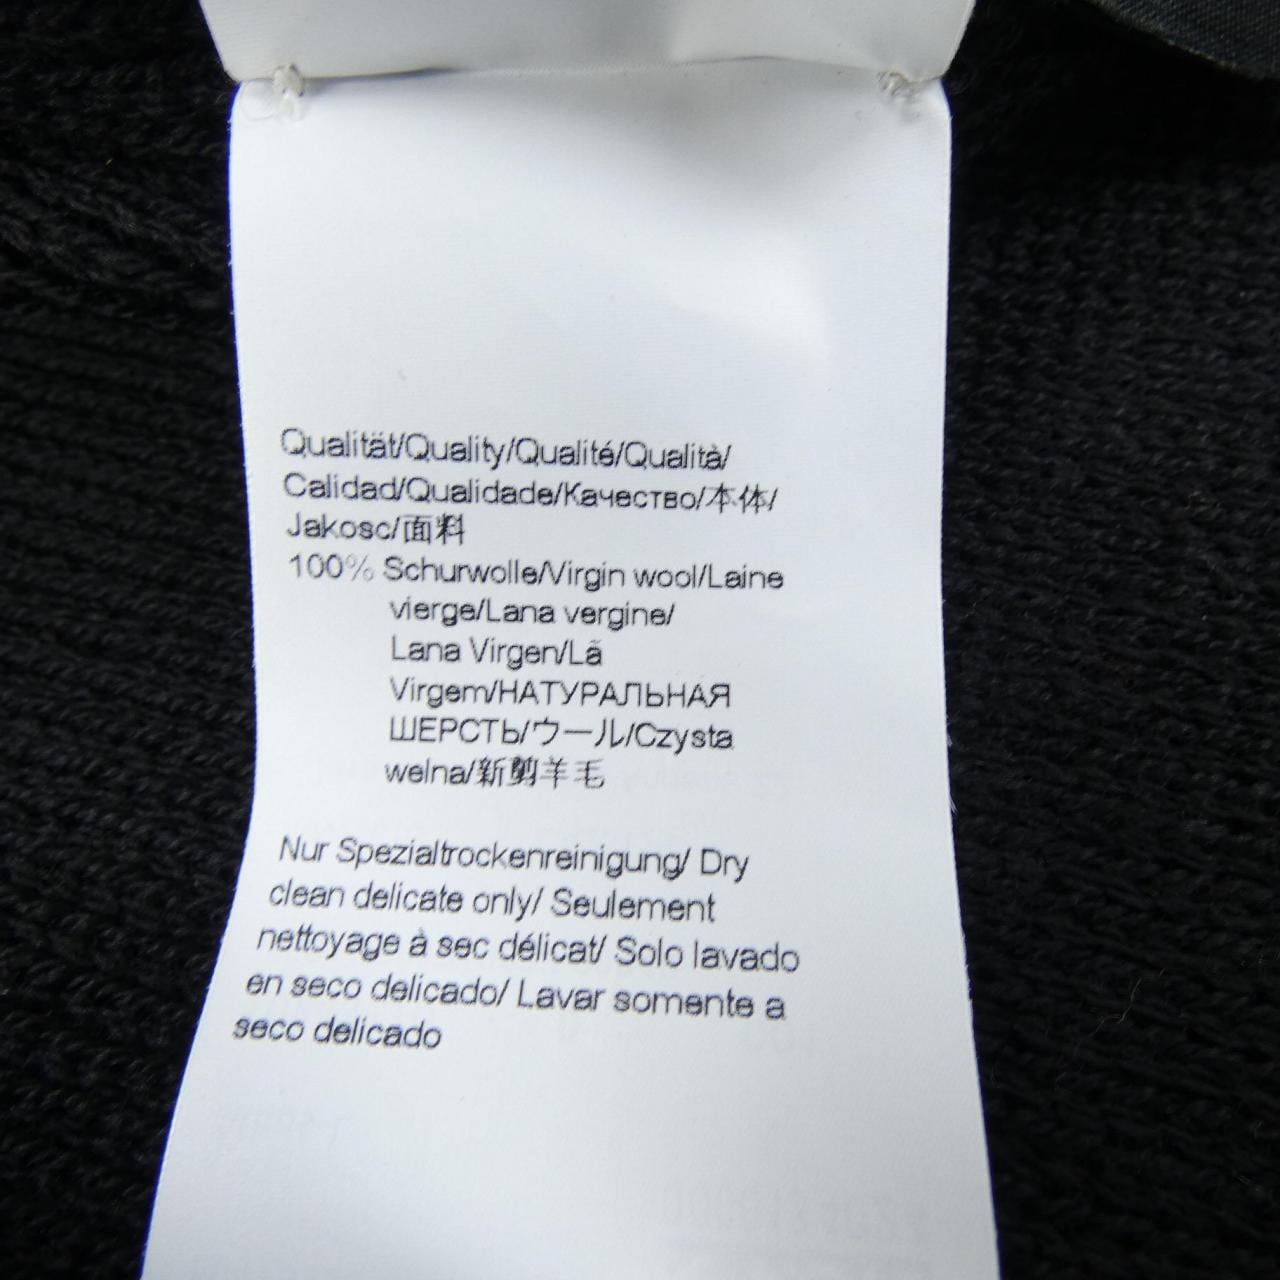 Qualität/Quality/Qualité/Qualità/
Calidad/Qualidade/Качество/本体/
Jakosc/面料
100% Schurwolle/Virgin wool/Laine
vierge/Lana vergine/
Lana Virgen/Lã
Virgem/НАТУРАЛЬНАЯ
ШЕРСТЬ/ウール/Czysta
welna/新剪羊毛
Nur Spezialtrockenreinigung/ Dry
clean delicate only/ Seulement
nettoyage à sec délicat/ Solo lavado
en seco delicado/ Lavar somente a
seco delicado